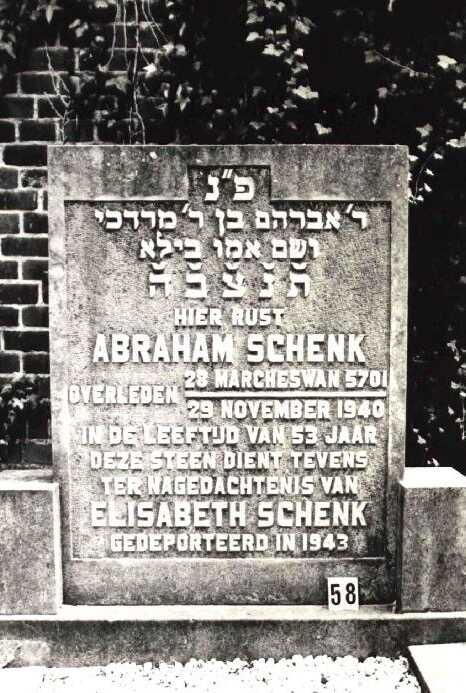 פ"נ
ר' אברהם בן ר' מרדכי
ושם אמו בילא
תנצבה
HIER RUST
ABRAHAM SCHENK
OVERLEDEN 28 MARCHESWAN 5701
29 NOVEMBER 1940
IN DE LEEFTIJD VAN 53 JAAR
DEZE STEEN DIENT TEVENS
TER NAGEDACHTENIS VAN
ELISABETH SCHENK
GEDEPORTEERD IN 1943
58